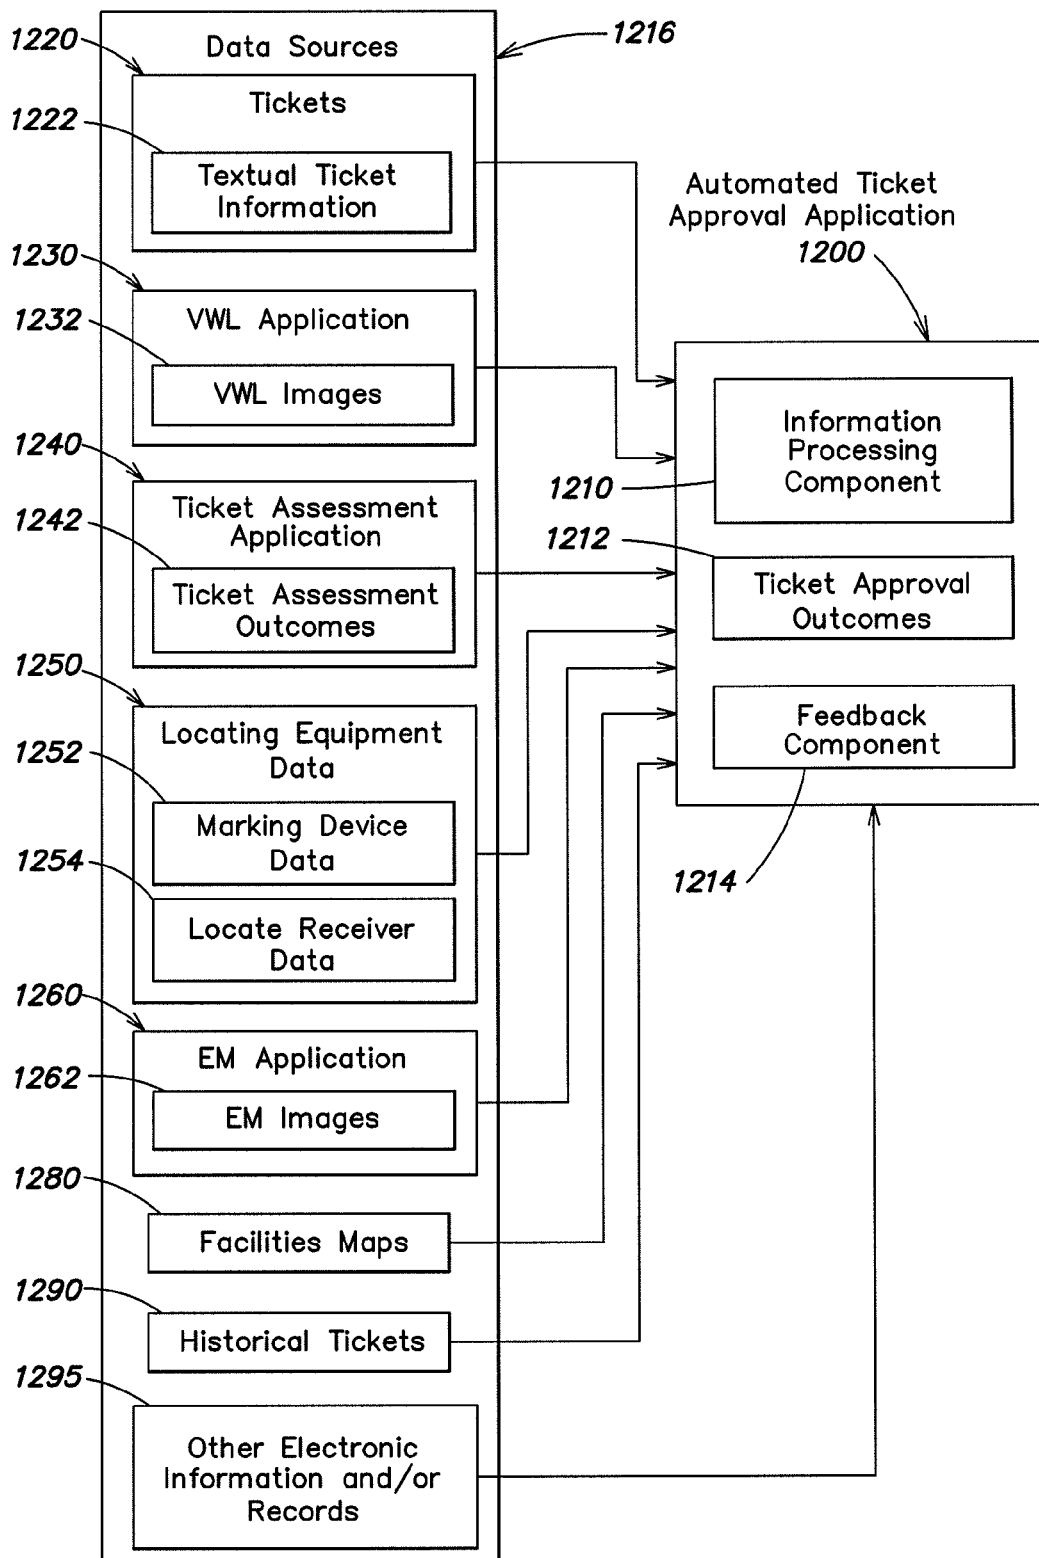 1220
Data Sources
1216
Tickets
1222
Textual Ticket
Information
Automated Ticket
Approval Application
1200
1230
VWL Application
1232
VWL Images
Information
Processing
Component
1210
1240
Ticket Assessment
Application
1242
Ticket Assessment
Outcomes
1212
Ticket Approval
Outcomes
1250
Locating Equipment
Data
1252
Marking Device
Data
Feedback
Component
1254
1214
Locate Receiver
Data
1260
EM Application
1262
EM Images
1280
Facilities Maps
1290
Historical Tickets
1295
Other Electronic
Information and/or
Records